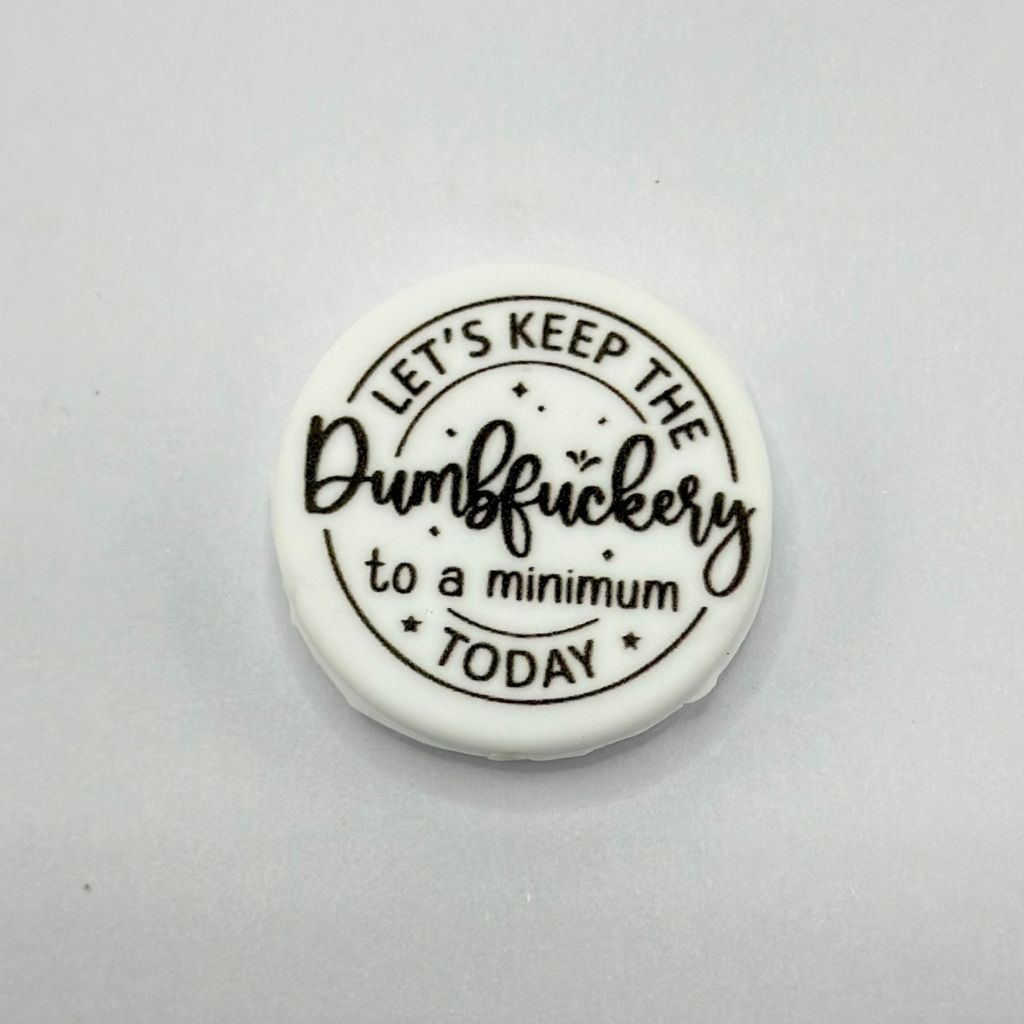 LET'S KEEP THE
Dumbfuckery
to a minimum
TODAY